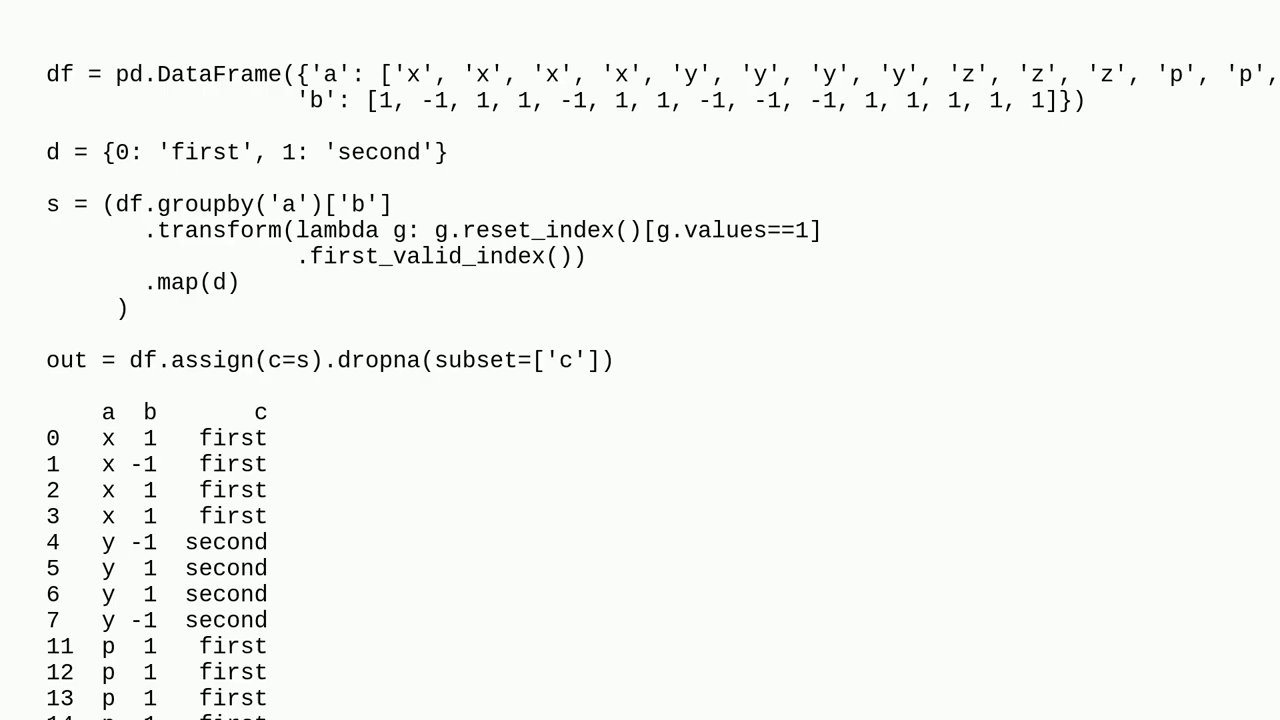 df = pd.DataFrame({'a': ['x', 'x', 'x', 'x', 'y', 'y', 'y', 'y', 'z', 'z', 'z', 'p', 'p',
                  'b': [1, -1, 1, 1, -1, 1, 1, -1, -1, -1, 1, 1, 1, 1, 1]})
d = {0: 'first', 1: 'second'}
s = (df.groupby('a')['b']
       .transform(lambda g: g.reset_index()[g.values==1]
                  .first_valid_index())
       .map(d)
     )
out = df.assign(c=s).dropna(subset=['c'])
    a  b       c
0   x  1   first
1   x -1   first
2   x  1   first
3   x  1   first
4   y -1  second
5   y  1  second
6   y  1  second
7   y -1  second
11  p  1   first
12  p  1   first
13  p  1   first